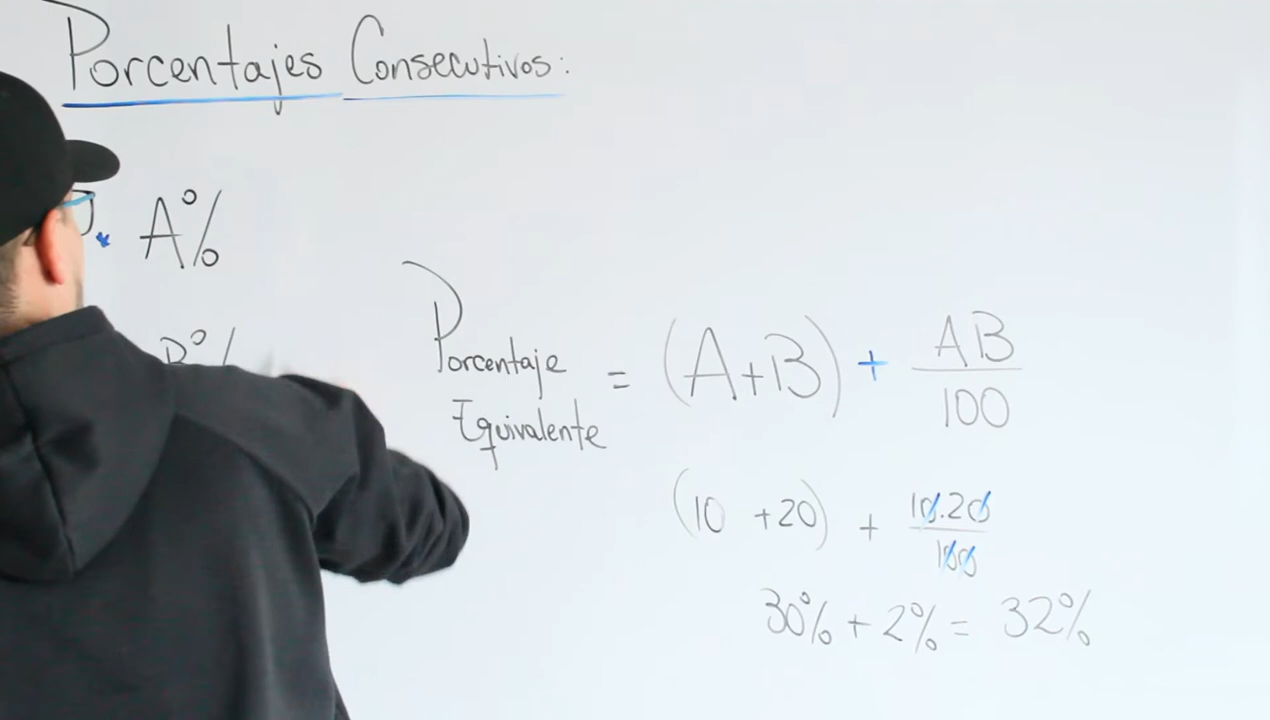 Porcentajes Consecutivos:
* A%
B%
Porcentaje
Equivalente = (A+B) + AB/100
(10 +20) + 10.20/100
30% + 2% = 32%